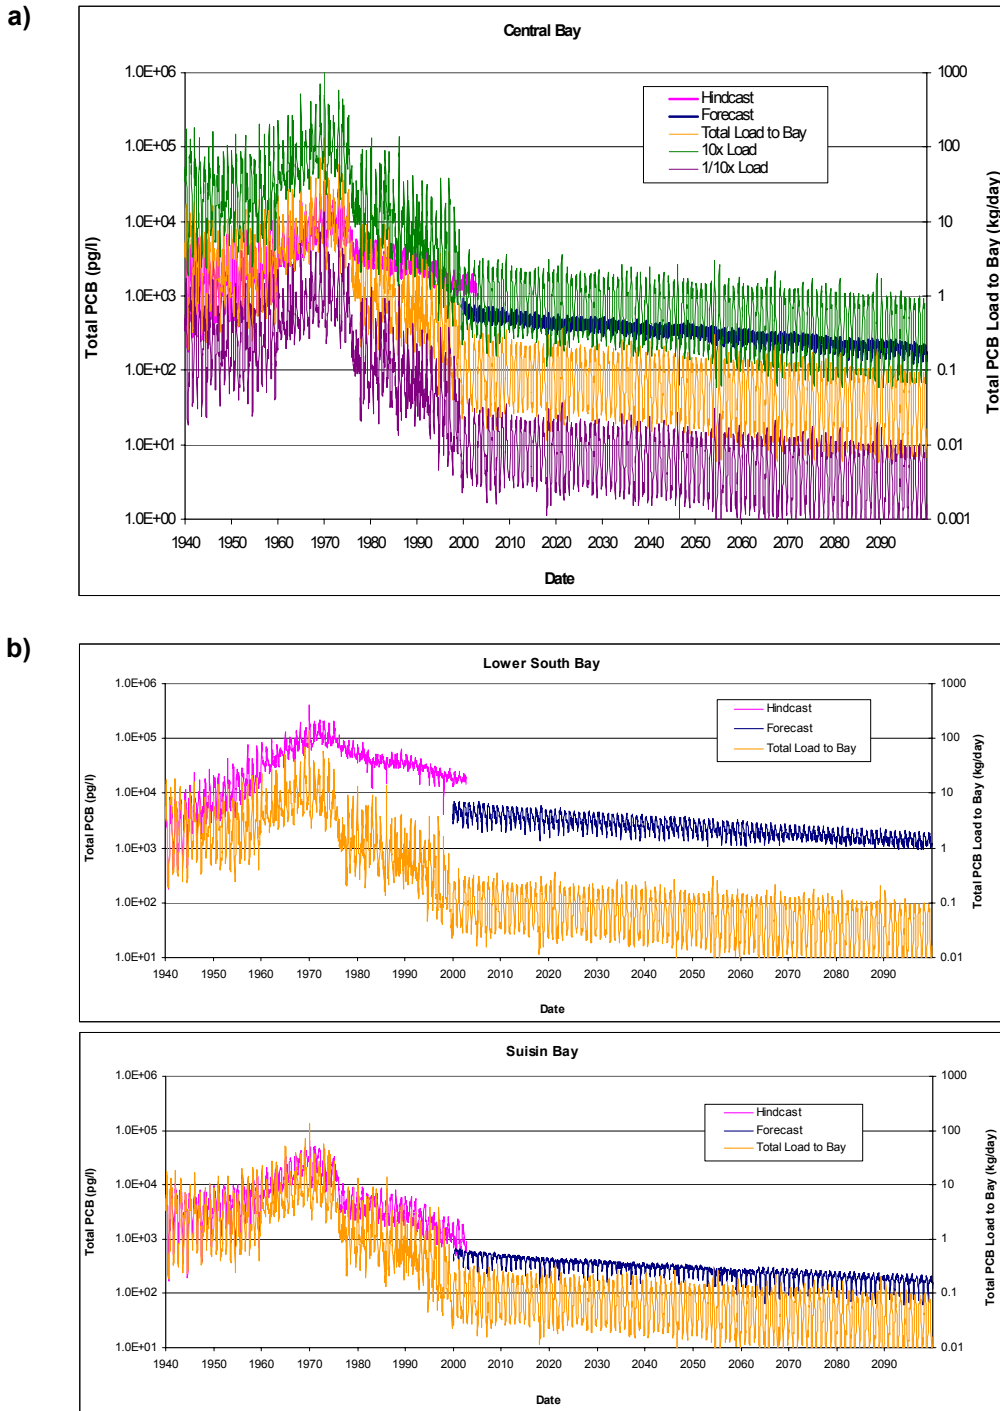 a)
Central Bay
1.0E+06
1.0E+05
1.0E+04
1.0E+03
1.0E+02
1.0E+01
1.0E+00
Total PCB (pg/l)
1000
100
10
1
0.1
0.01
0.001
Total PCB Load to Bay (kg/day)
Hindcast
Forecast
Total Load to Bay
10x Load
1/10x Load
1940 1950 1960 1970 1980 1990 2000 2010 2020 2030 2040 2050 2060 2070 2080 2090
Date
b)
Lower South Bay
1.0E+06
1.0E+05
1.0E+04
1.0E+03
1.0E+02
1.0E+01
Total PCB (pg/l)
1000
100
10
1
0.1
0.01
Total PCB Load to Bay (kg/day)
Hindcast
Forecast
Total Load to Bay
1940 1950 1960 1970 1980 1990 2000 2010 2020 2030 2040 2050 2060 2070 2080 2090
Date
Suisin Bay
1.0E+06
1.0E+05
1.0E+04
1.0E+03
1.0E+02
1.0E+01
Total PCB (pg/l)
1000
100
10
1
0.1
0.01
Total PCB Load to Bay (kg/day)
Hindcast
Forecast
Total Load to Bay
1940 1950 1960 1970 1980 1990 2000 2010 2020 2030 2040 2050 2060 2070 2080 2090
Date